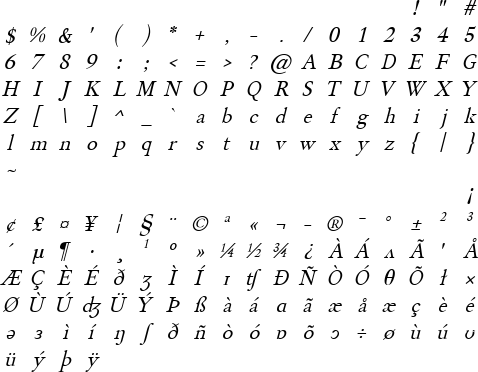 ! " #
$ % & ' ( ) * + , - . / 0 1 2 3 4 5
6 7 8 9 : ; < = > ? @ A B C D E F G
H I J K L M N O P Q R S T U V W X Y
Z [ \ ] ^ _ ` a b c d e f g h i j k
l m n o p q r s t u v w x y z { | }
~
¡
¢ £ ¤ ¥ ¦ § ¨ © ª « ¬ - ® ¯ ° ± ² ³
´ µ ¶ · ¸ ¹ º » ¼ ½ ¾ ¿ À Á ʌ Ã ' Å
Æ Ç È É ð ʒ Ì Í ɪ ʧ Ð Ñ Ò Ó θ Õ ɫ ×
Ø Ù Ú ʤ Ü Ý Þ ß à á ɑ ã æ å æ ç è é
ə ɜ ì í ŋ ʃ ð ñ ò ó ɒ õ ɔ ÷ ø ù ú ʊ
ü ý þ ÿ